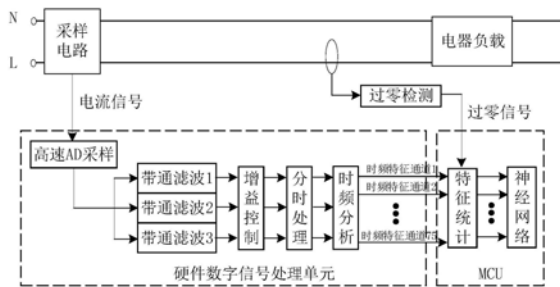 N
采样
电路
电器负载
L
电流信号
过零检测
过零信号
高速AD采样
带通滤波1
带通滤波2
带通滤波3
增益控制
分时处理
时频分析
时频特征通道1
时频特征通道2
时频特征通道75
特征统计
神经网络
硬件数字信号处理单元
MCU